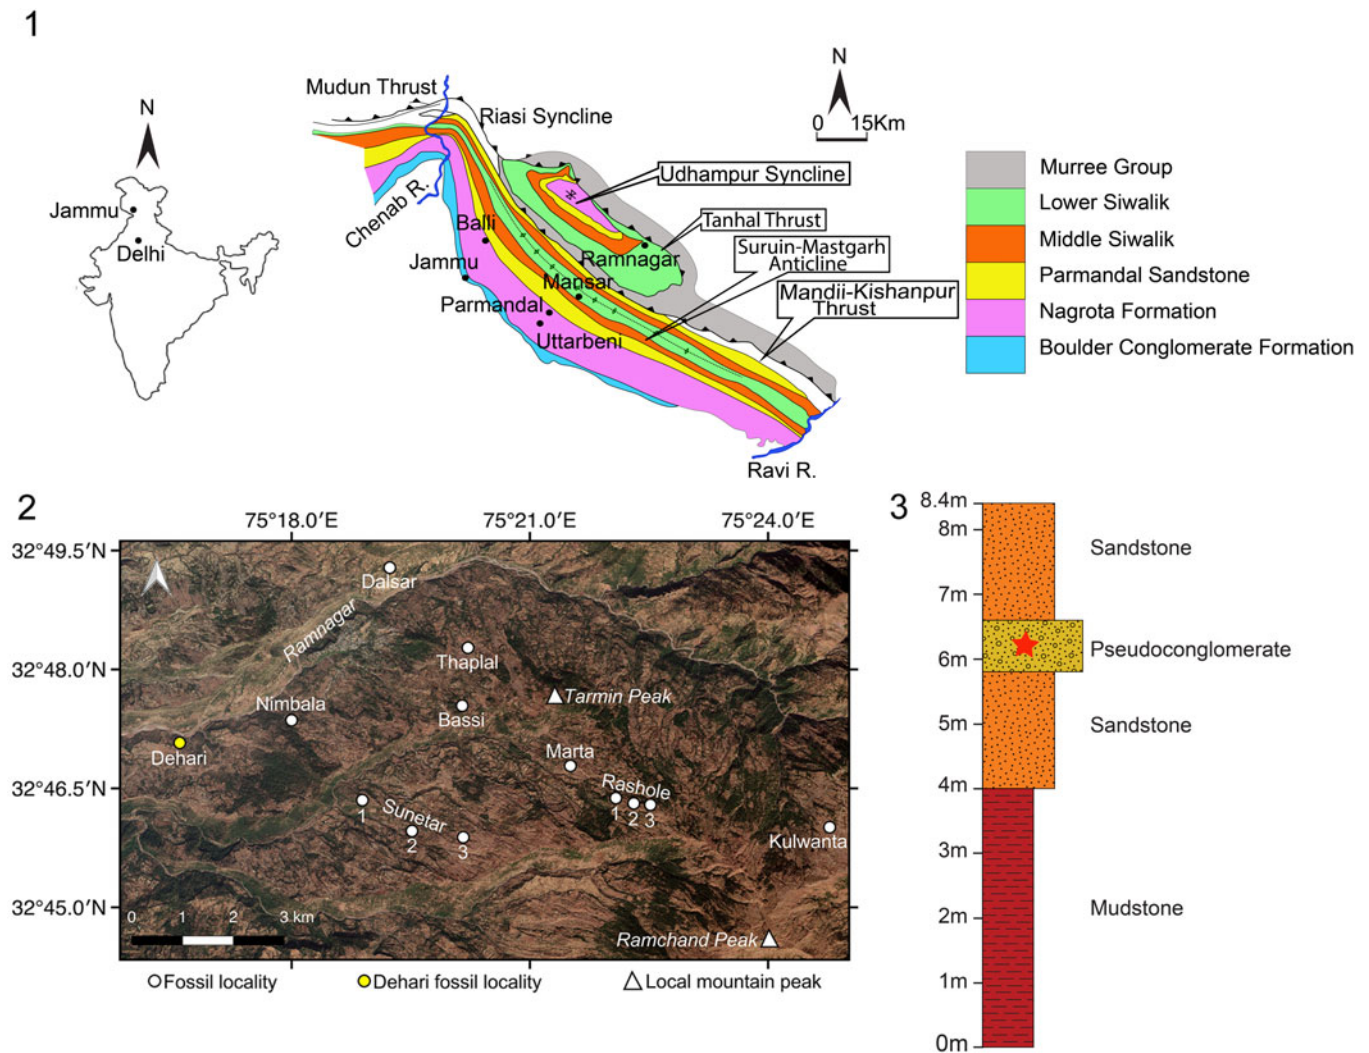 1
N
Jammu
Delhi
Mudun Thrust
Riasi Syncline
N
0 15Km
Udhampur Syncline
Tanhal Thrust
Suruin-Mastgarh
Anticline
Mandii-Kishanpur
Thrust
Chenab R.
Balli
Jammu
Ramnagar
Mansar
Parmandal
Uttarbeni
Ravi R.
Murree Group
Lower Siwalik
Middle Siwalik
Parmandal Sandstone
Nagrota Formation
Boulder Conglomerate Formation
2
75°18.0'E 75°21.0'E 75°24.0'E
32°49.5'N
32°48.0'N
32°46.5'N
32°45.0'N
Dalsar
Ramnagar
Thaplal
Nimbala
Bassi
Tarmin Peak
Dehari
Marta
Rashole
1 2 3
Sunetar
1 2 3
Kulwanta
Ramchand Peak
0 1 2 3 km
Fossil locality
Dehari fossil locality
Local mountain peak
3
8.4m
8m
7m
6m
5m
4m
3m
2m
1m
0m
Sandstone
Pseudoconglomerate
Sandstone
Mudstone